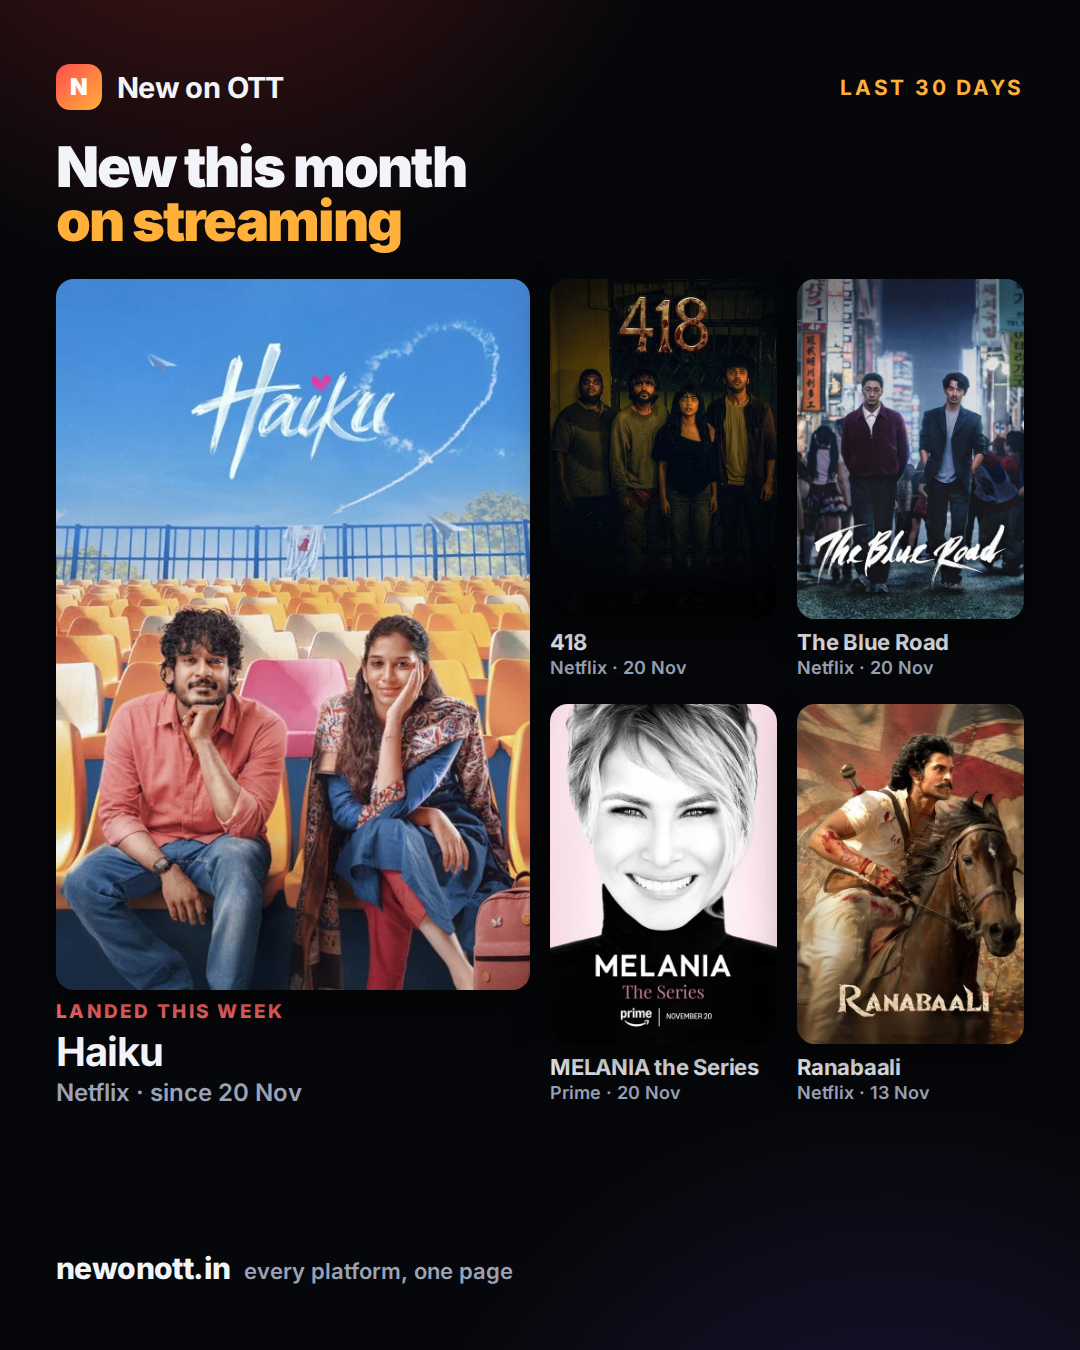 N New on OTT
LAST 30 DAYS
New this month
on streaming
Haiku
LANDED THIS WEEK
Haiku
Netflix · since 20 Nov
418
418
Netflix · 20 Nov
4F
The Blue Road
The Blue Road
Netflix · 20 Nov
MELANIA
The Series
prime | NOVEMBER 20
MELANIA the Series
Prime · 20 Nov
RANABAALI
Ranabaali
Netflix · 13 Nov
newonott.in every platform, one page